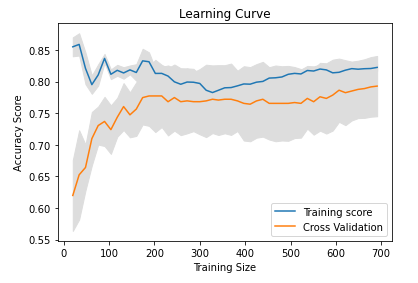 Learning Curve
Accuracy Score
0.85
0.80
0.75
0.70
0.65
0.60
0.55
Training score
Cross Validation
0 100 200 300 400 500 600 700
Training Size